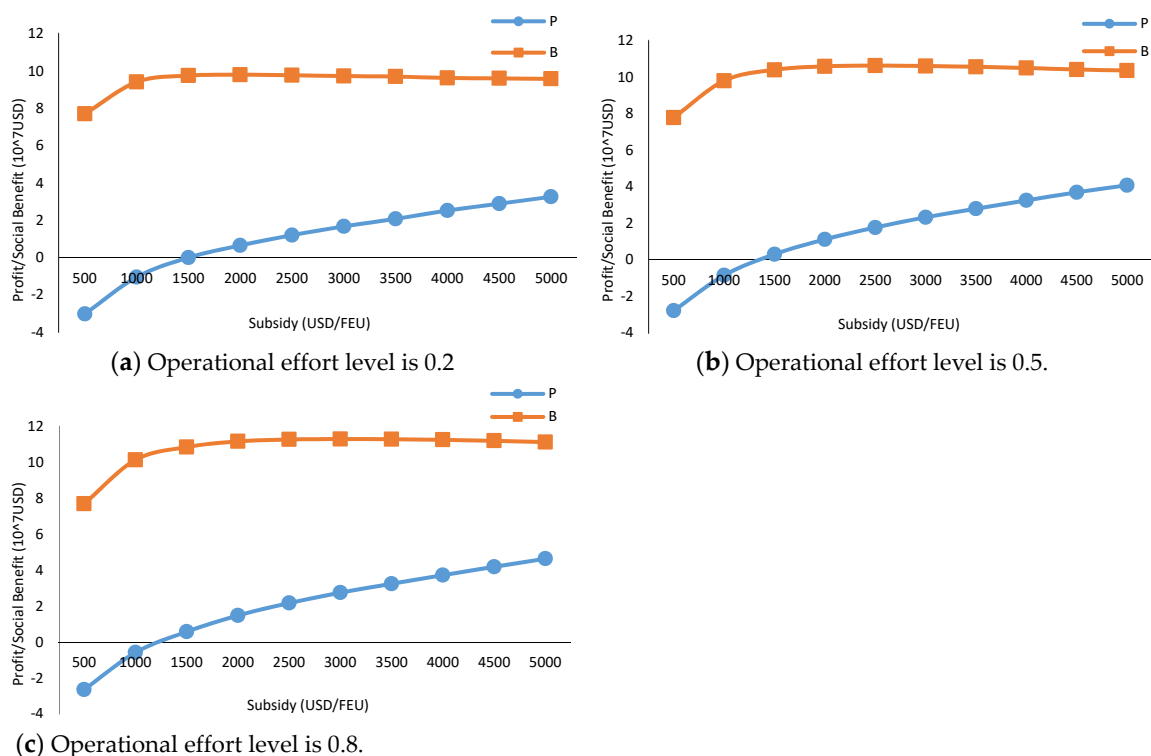 P
B
Profit/Social Benefit (10^7USD)
12
10
8
6
4
2
0
-2
-4
500 1000 1500 2000 2500 3000 3500 4000 4500 5000
Subsidy (USD/FEU)
(a) Operational effort level is 0.2
P
B
Profit/Social Benefit (10^7USD)
12
10
8
6
4
2
0
-2
-4
500 1000 1500 2000 2500 3000 3500 4000 4500 5000
Subsidy (USD/FEU)
(b) Operational effort level is 0.5.
P
B
Profit/Social Benefit (10^7USD)
12
10
8
6
4
2
0
-2
-4
500 1000 1500 2000 2500 3000 3500 4000 4500 5000
Subsidy (USD/FEU)
(c) Operational effort level is 0.8.